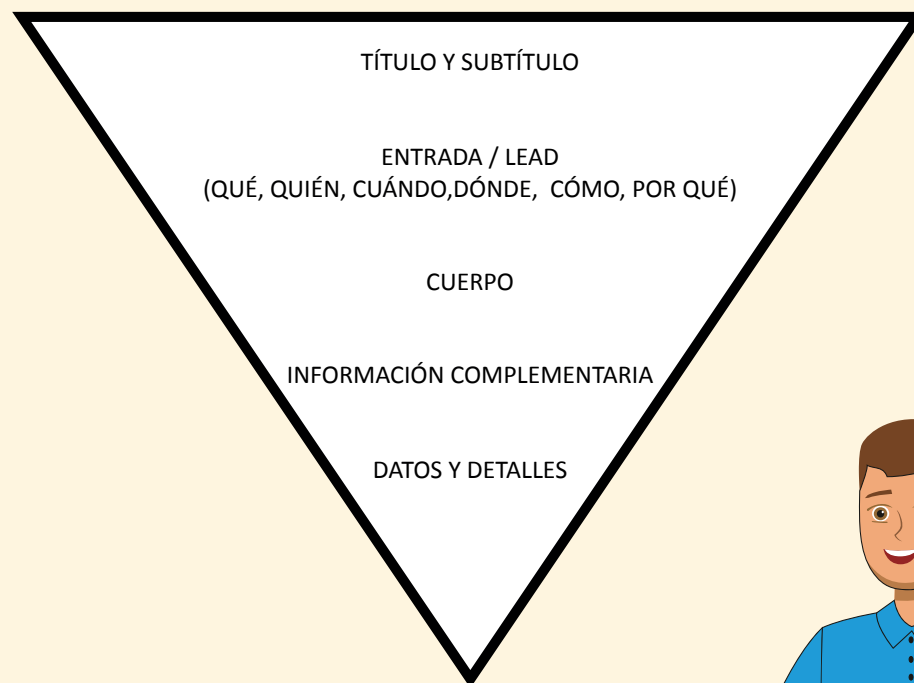 TÍTULO Y SUBTÍTULO
ENTRADA / LEAD
(QUÉ, QUIÉN, CUÁNDO,DÓNDE, CÓMO, POR QUÉ)
CUERPO
INFORMACIÓN COMPLEMENTARIA
DATOS Y DETALLES